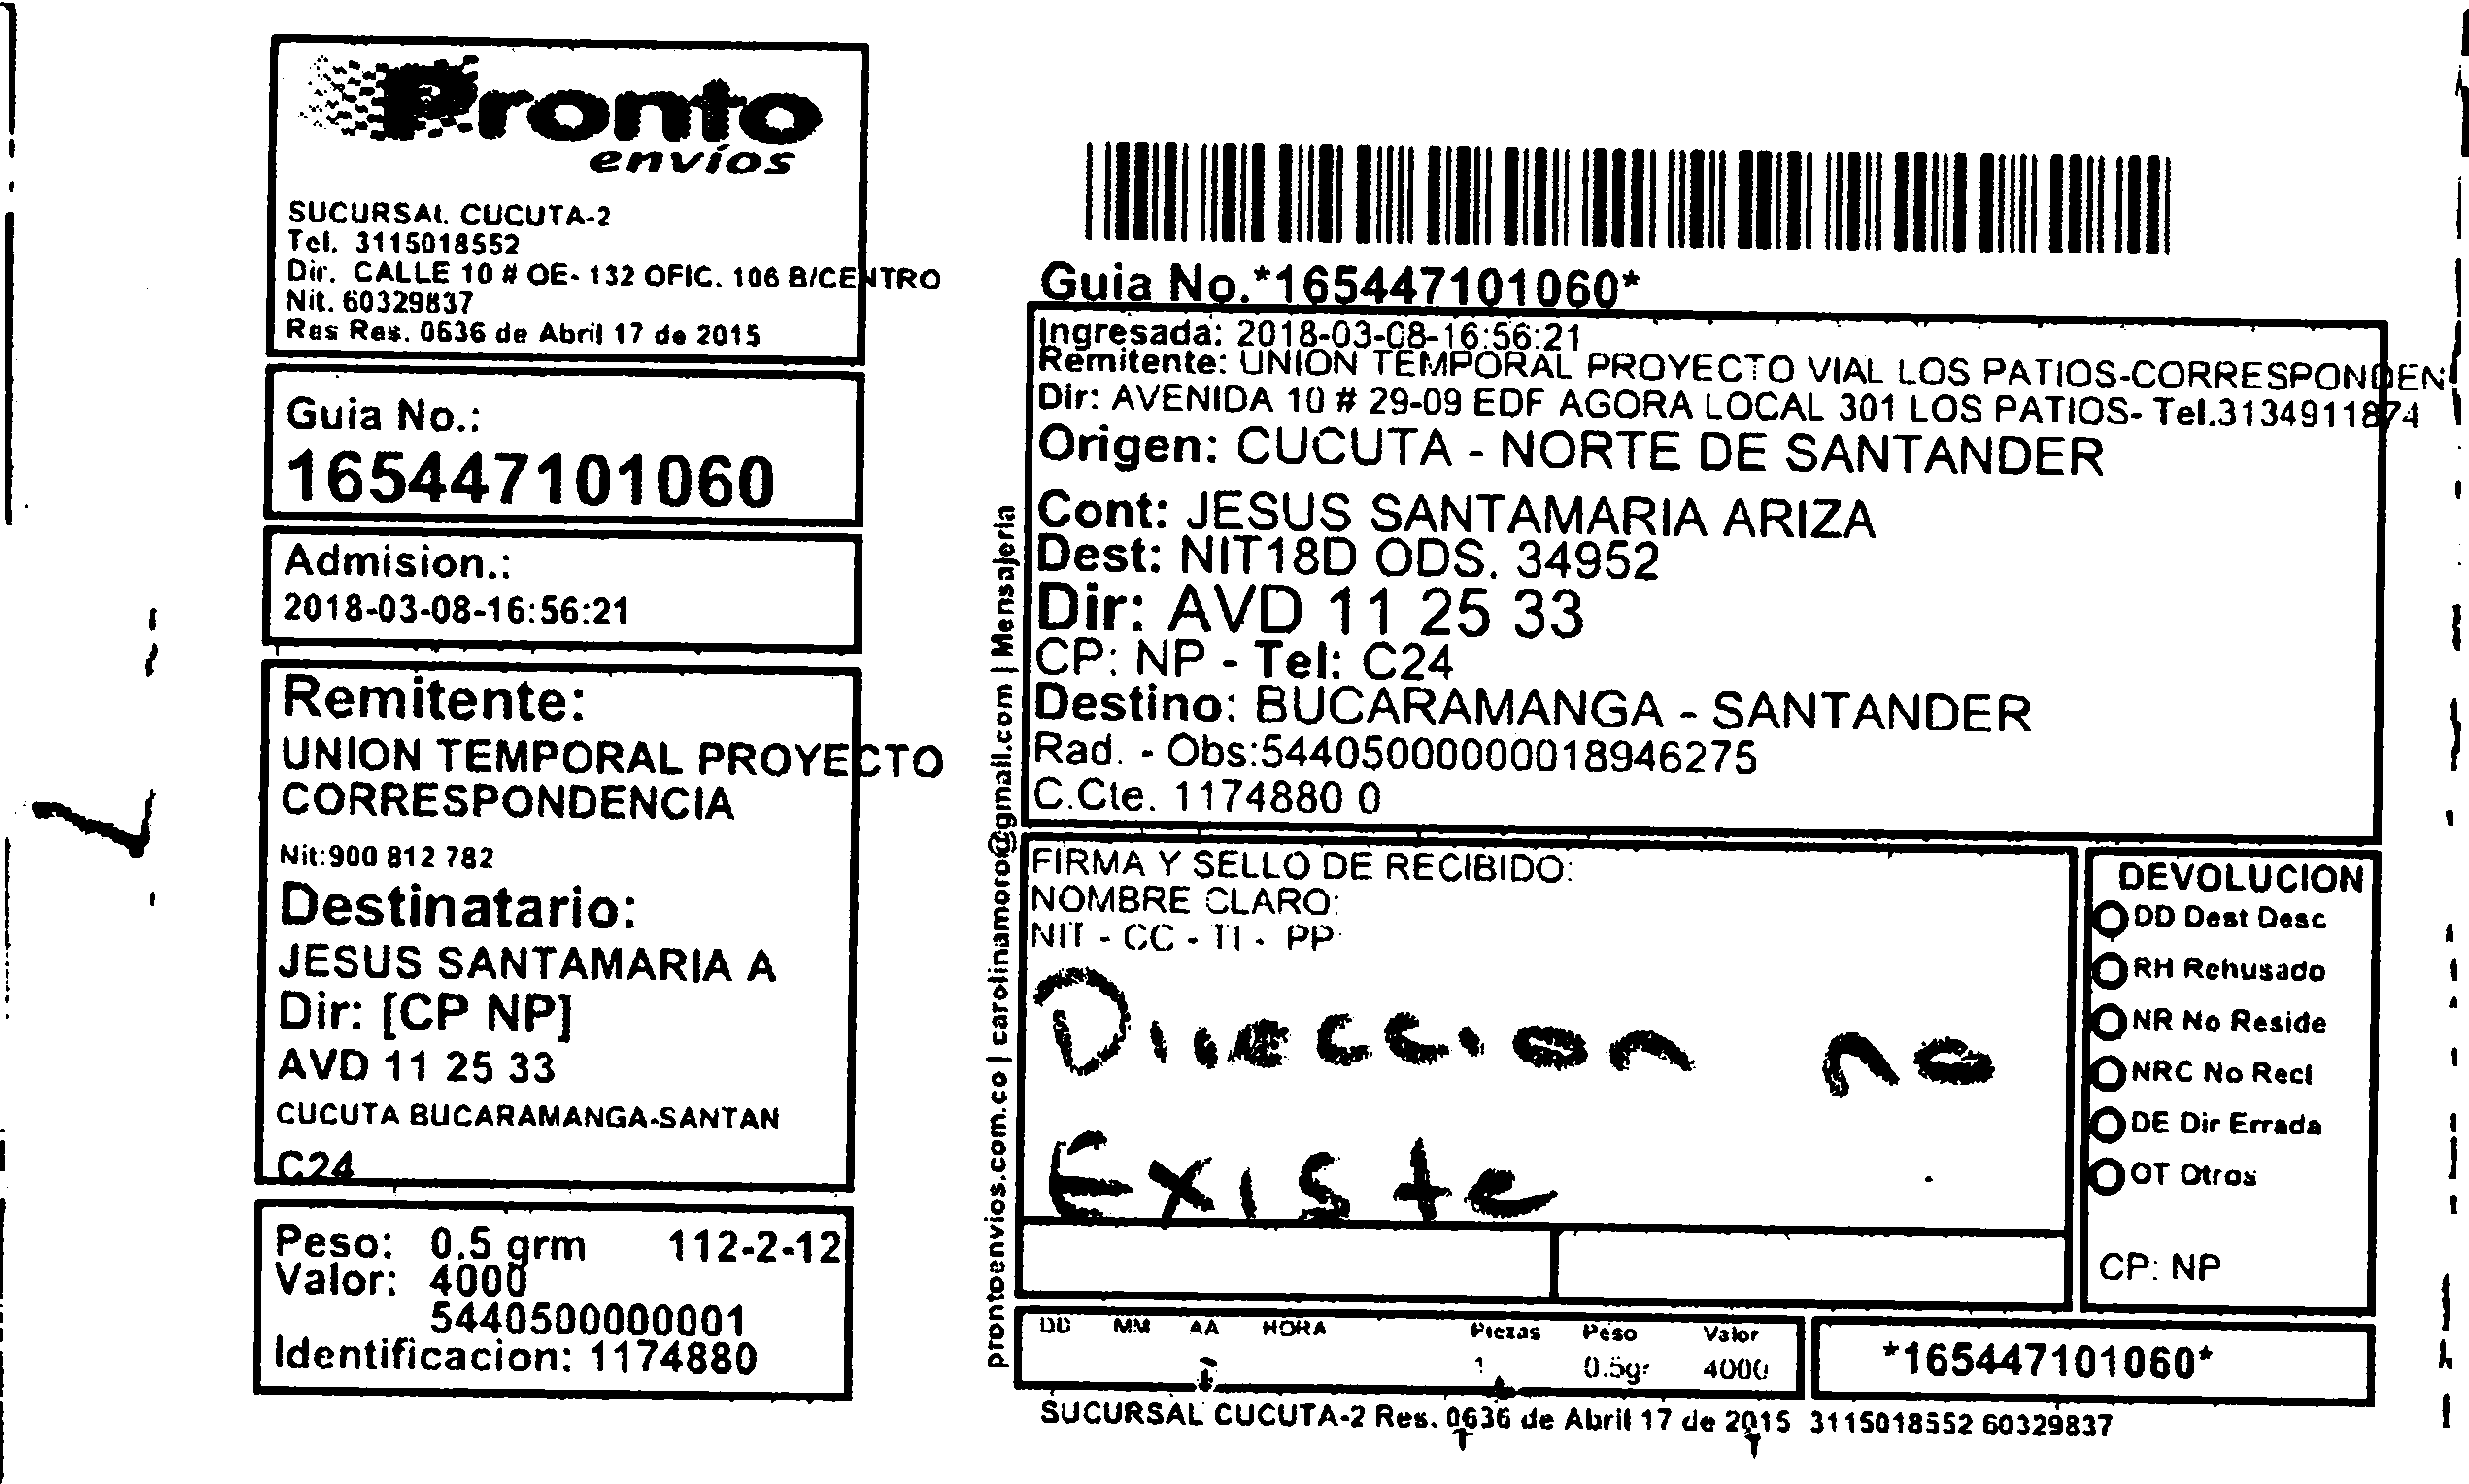 Pronto
envíos
SUCURSAL CUCUTA-2
Tel. 3115018552
Dir. CALLE 10 # OE- 132 OFIC. 106 B/CENTRO
Nit. 60329837
Res Res. 0636 de Abril 17 de 2015
Guia No.:
165447101060
Admision.:
2018-03-08-16:56:21
Remitente:
UNION TEMPORAL PROYECTO
CORRESPONDENCIA
Nit:900 812 782
Destinatario:
JESUS SANTAMARIA A
Dir: [CP NP]
AVD 11 25 33
CUCUTA BUCARAMANGA-SANTAN
C24
Peso: 0.5 grm 112-2-12
Valor: 4000
5440500000001
Identificacion: 1174880
prontoenvios.com.co | carolinamoro@gmail.com | Mensajeria
Guia No.*165447101060*
Ingresada: 2018-03-08-16:56:21
Remitente: UNION TEMPORAL PROYECTO VIAL LOS PATIOS-CORRESPONDEN
Dir: AVENIDA 10 # 29-09 EDF AGORA LOCAL 301 LOS PATIOS- Tel.3134911874
Origen: CUCUTA - NORTE DE SANTANDER
Cont: JESUS SANTAMARIA ARIZA
Dest: NIT18D ODS. 34952
Dir: AVD 11 25 33
CP: NP - Tel: C24
Destino: BUCARAMANGA - SANTANDER
Rad. - Obs:544050000000018946275
C.Cte. 1174880 0
FIRMA Y SELLO DE RECIBIDO:
NOMBRE CLARO:
NIT - CC - TI - PP
Direccion no
Existe
DEVOLUCION
DD Dest Desc
RH Rehusado
NR No Reside
NRC No Recl
DE Dir Errada
OT Otros
CP: NP
DD MM AA HORA Piezas Peso Valor
1 0.5gr 4000
*165447101060*
SUCURSAL CUCUTA-2 Res. 0636 de Abril 17 de 2015 3115018552 60329837